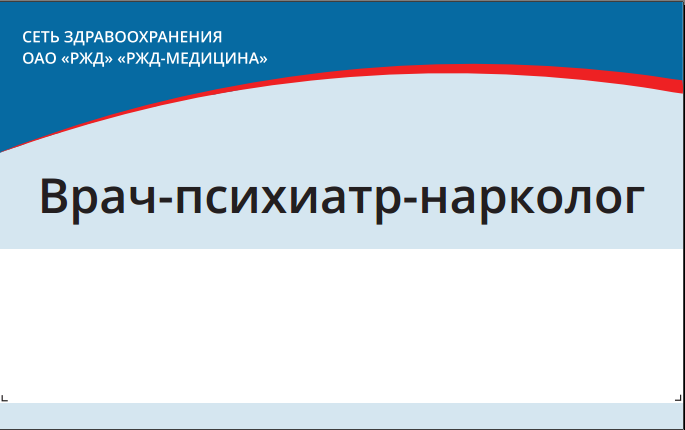 СЕТЬ ЗДРАВООХРАНЕНИЯ
ОАО «РЖД» «РЖД-МЕДИЦИНА»
Врач-психиатр-нарколог